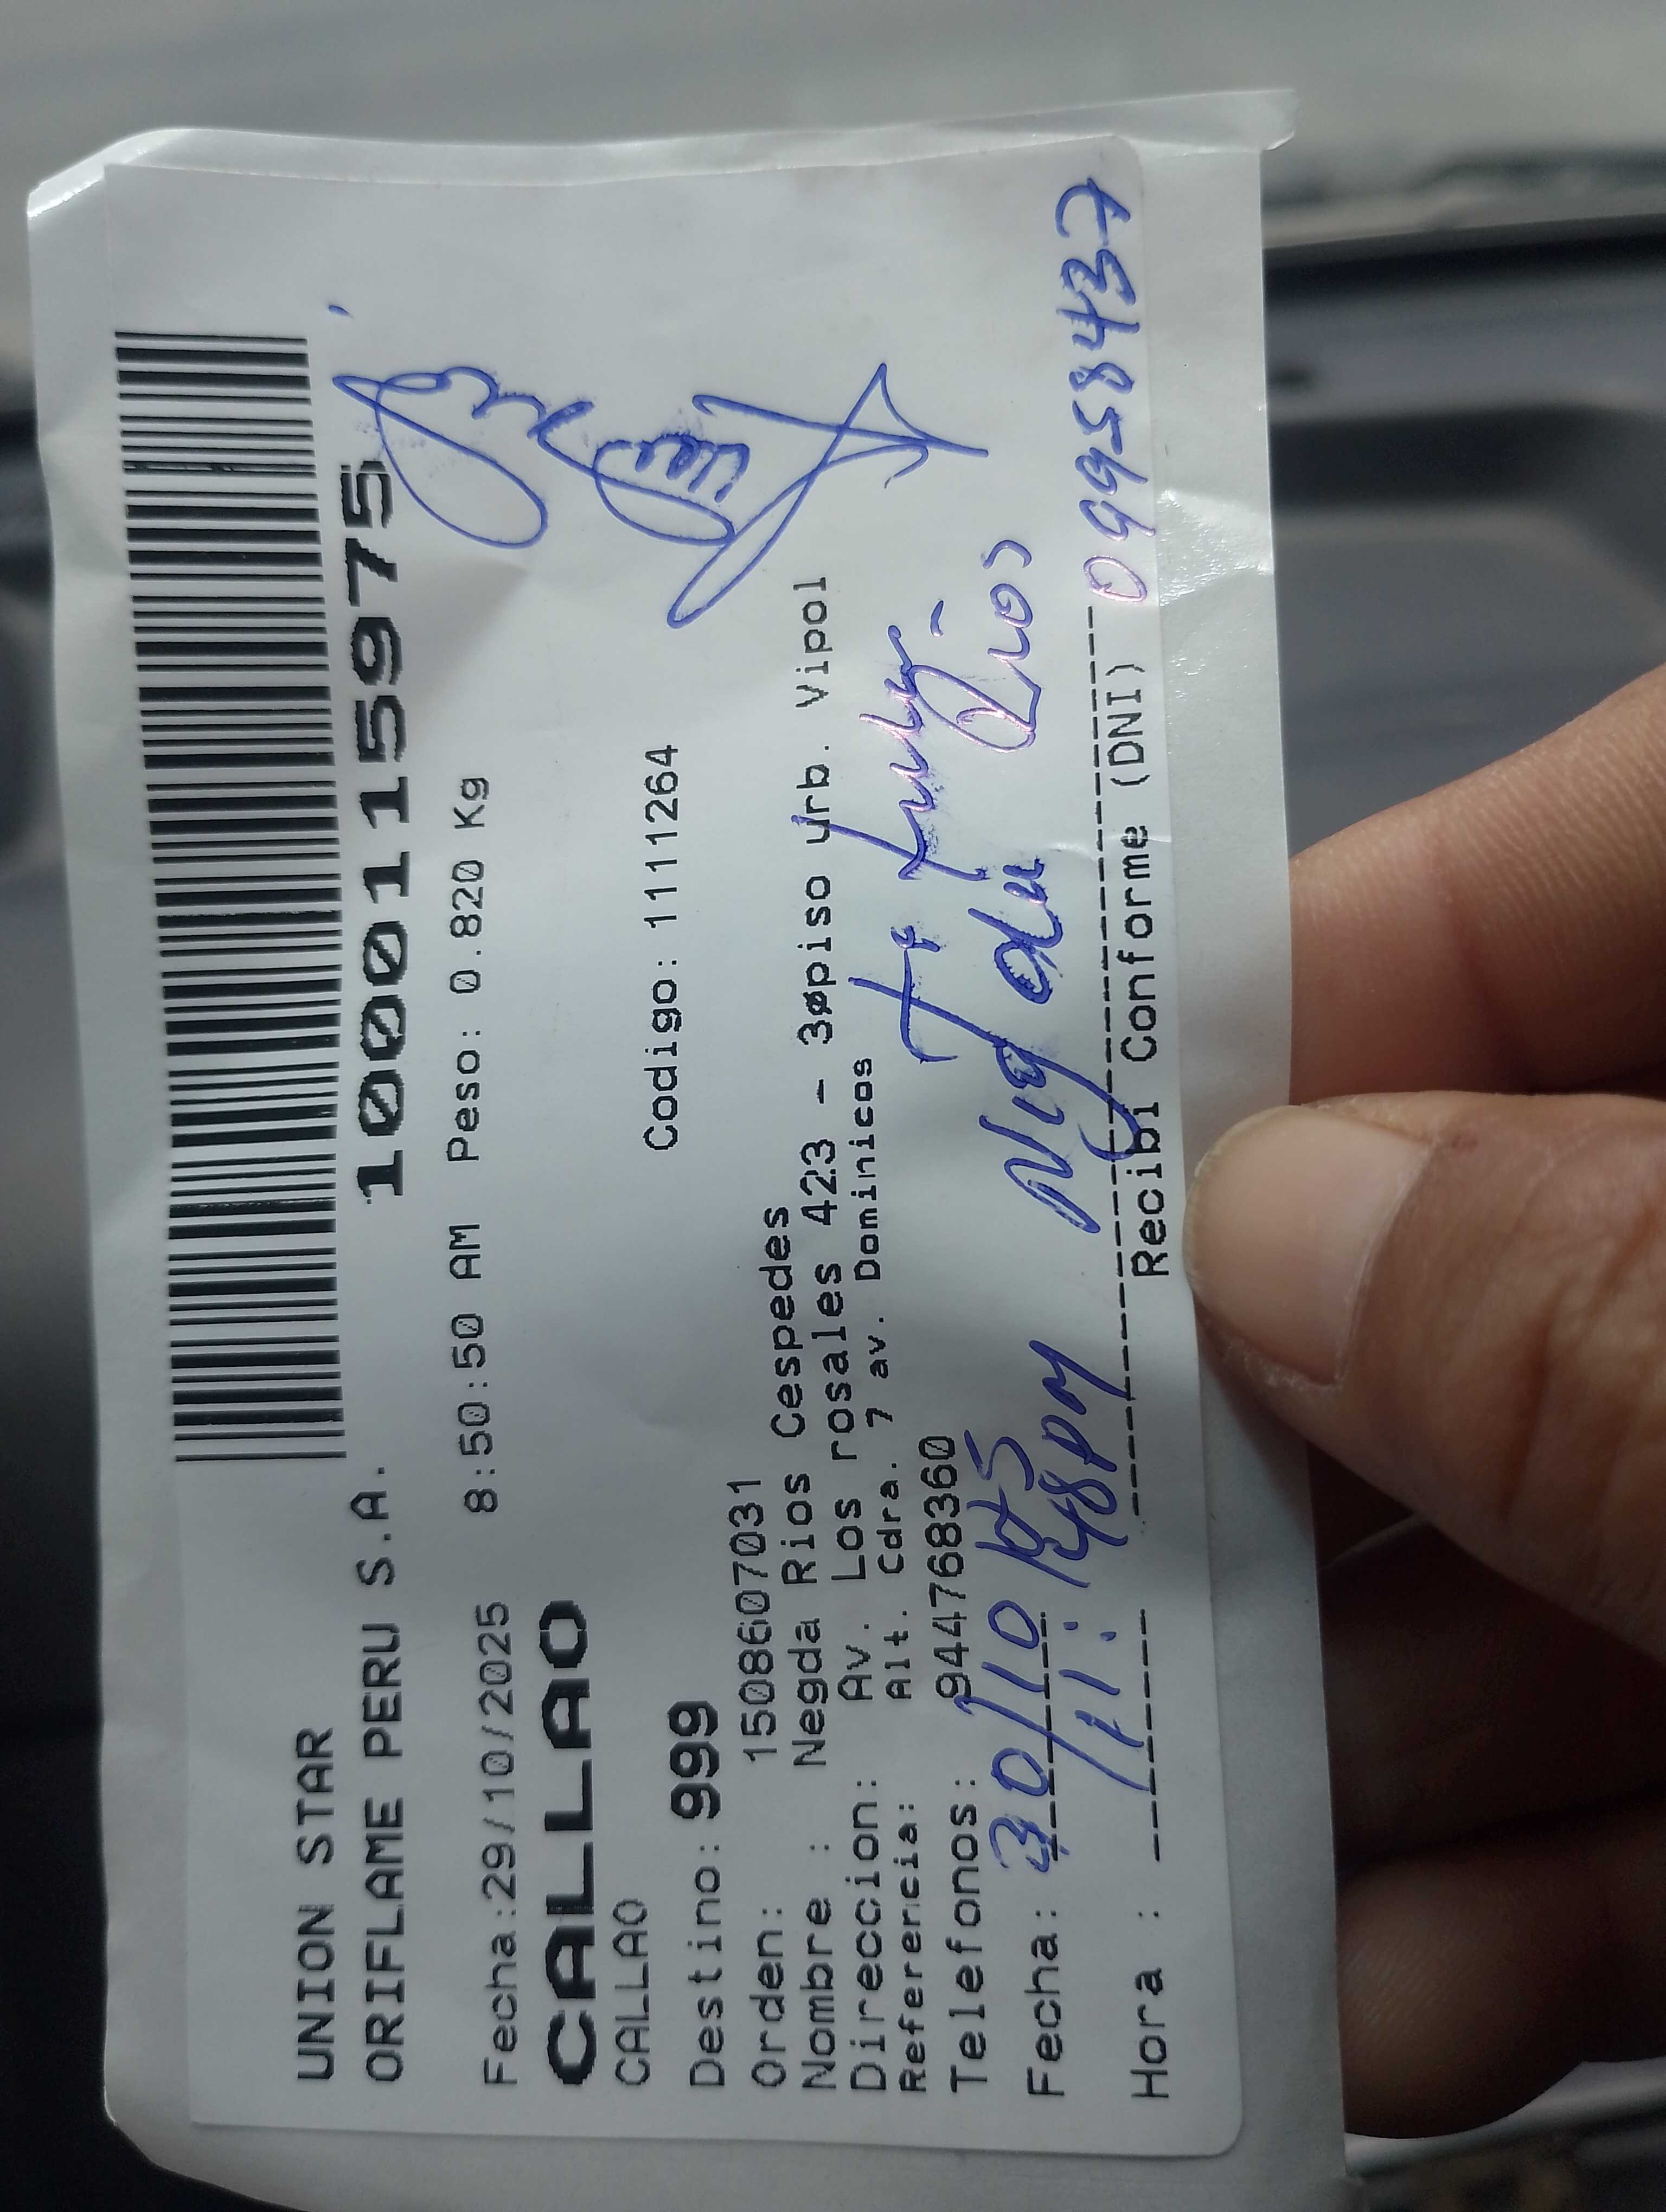 UNION STAR
ORIFLAME PERU S.A.
1000115975
Fecha:29/10/2025 8:50:50 AM Peso: 0.820 Kg
CALLAO
CALLAO
Destino: 999 Codigo: 1111264
Orden: 1508607031
Nombre : Negda Rios Cespedes
Direccion: Av. Los rosales 423 - 3øpiso urb. Vipol
Referencia: Alt. Cdra. 7 av. Dominicos
Telefonos: 944768360
Fecha: 30/10/25
Rios
Hora : 11:48pm
09958437
Recibi Conforme (DNI)